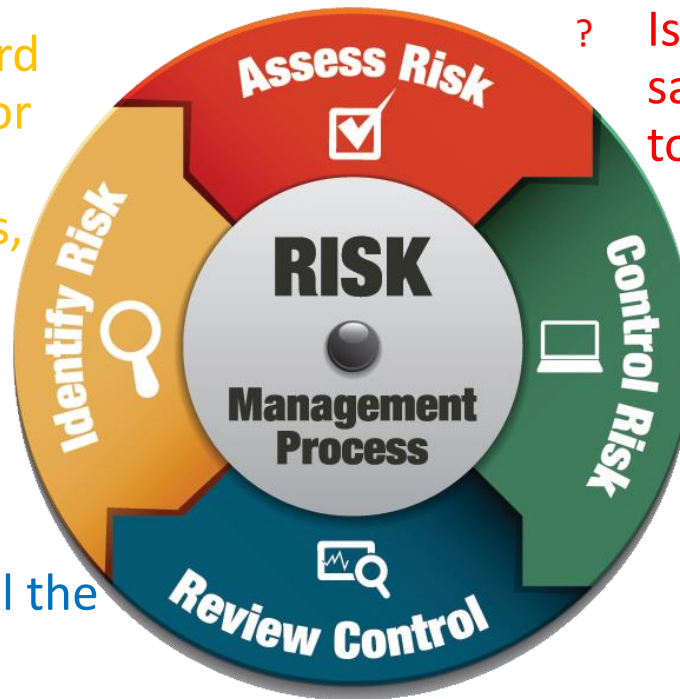 rd
or
s,
l the
? Is
sa
to
Assess Risk
Identify Risk
Control Risk
Review Control
RISK
Management
Process